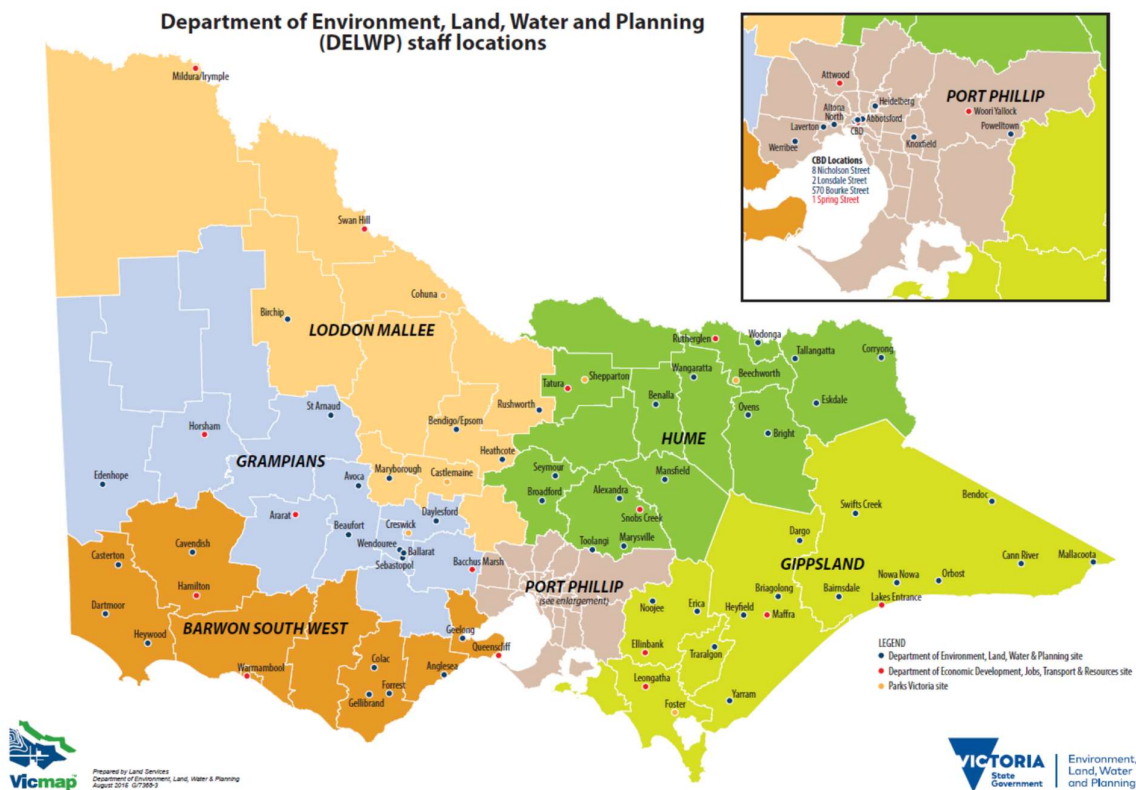 Department of Environment, Land, Water and Planning
(DELWP) staff locations
Mildura/Irymple
Swan Hill
Cohuna
Birchip
LODDON MALLEE
Rushworth
Bendigo/Epsom
Heathcote
Maryborough
Castlemaine
St Arnaud
Horsham
Edenhope
GRAMPIANS
Avoca
Ararat
Beaufort
Creswick
Daylesford
Wendouree
Ballarat
Sebastopol
Bacchus Marsh
Casterton
Cavendish
Hamilton
Dartmoor
Heywood
BARWON SOUTH WEST
Warrnambool
Colac
Forrest
Gellibrand
Geelong
Anglesea
Queenscliff
PORT PHILLIP
(see enlargement)
Rutherglen
Wodonga
Tallangatta
Corryong
Wangaratta
Beechworth
Shepparton
Tatura
Benalla
Ovens
Eskdale
Bright
HUME
Seymour
Mansfield
Broadford
Alexandra
Snobs Creek
Toolangi
Marysville
Swifts Creek
Bendoc
Dargo
GIPPSLAND
Cann River
Mallacoota
Nowa Nowa
Orbost
Briagolong
Bairnsdale
Lakes Entrance
Noojee
Erica
Heyfield
Maffra
Ellinbank
Traralgon
Leongatha
Foster
Yarram
Attwood
PORT PHILLIP
Heidelberg
Woori Yallock
Altona
North
Abbotsford
Laverton
CBD
Powelltown
Knoxfield
Werribee
CBD Locations
8 Nicholson Street
2 Lonsdale Street
570 Bourke Street
1 Spring Street
LEGEND
Department of Environment, Land, Water & Planning site
Department of Economic Development, Jobs, Transport & Resources site
Parks Victoria site
Vicmap
Prepared by Land Services
Department of Environment, Land, Water & Planning
VICTORIA
State
Government
Environment,
Land, Water
and Planning